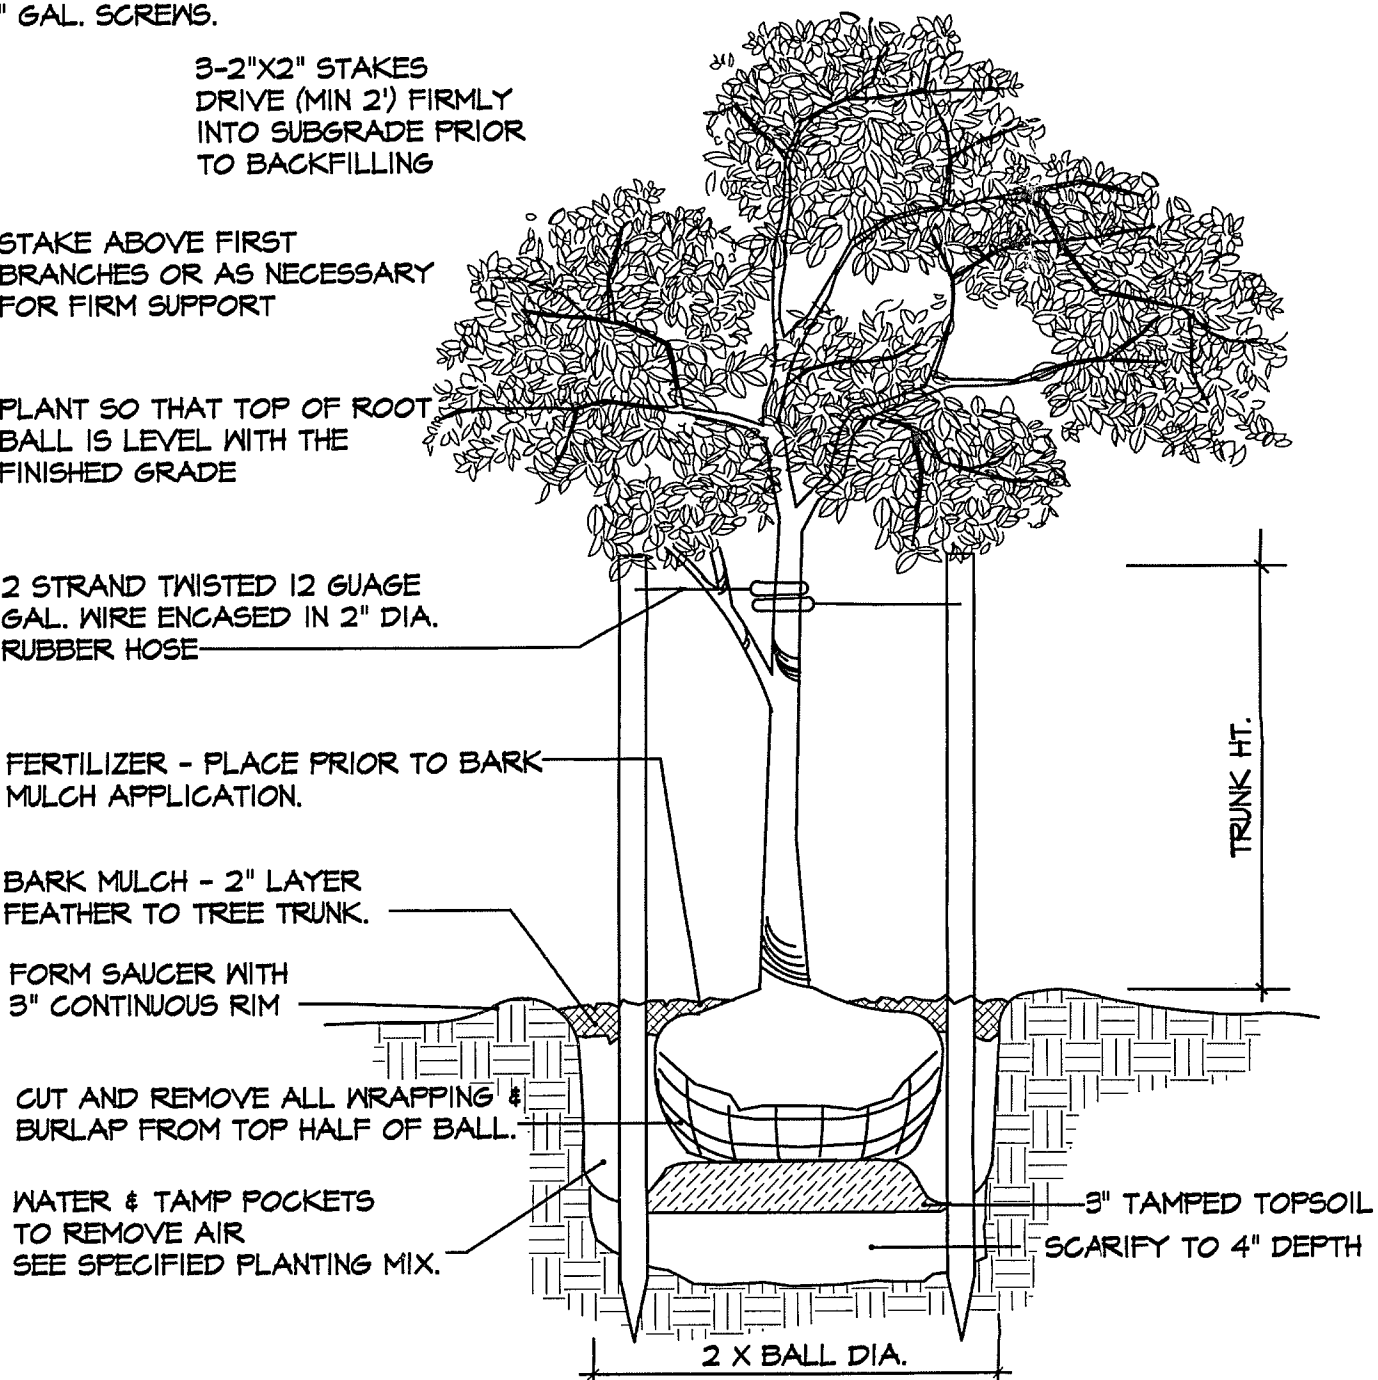 " GAL. SCREWS.
3-2"X2" STAKES
DRIVE (MIN 2') FIRMLY
INTO SUBGRADE PRIOR
TO BACKFILLING
STAKE ABOVE FIRST
BRANCHES OR AS NECESSARY
FOR FIRM SUPPORT
PLANT SO THAT TOP OF ROOT
BALL IS LEVEL WITH THE
FINISHED GRADE
2 STRAND TWISTED 12 GUAGE
GAL. WIRE ENCASED IN 2" DIA.
RUBBER HOSE
FERTILIZER - PLACE PRIOR TO BARK
MULCH APPLICATION.
BARK MULCH - 2" LAYER
FEATHER TO TREE TRUNK.
FORM SAUCER WITH
3" CONTINUOUS RIM
CUT AND REMOVE ALL WRAPPING &
BURLAP FROM TOP HALF OF BALL.
WATER & TAMP POCKETS
TO REMOVE AIR
SEE SPECIFIED PLANTING MIX.
TRUNK HT.
3" TAMPED TOPSOIL
SCARIFY TO 4" DEPTH
2 X BALL DIA.